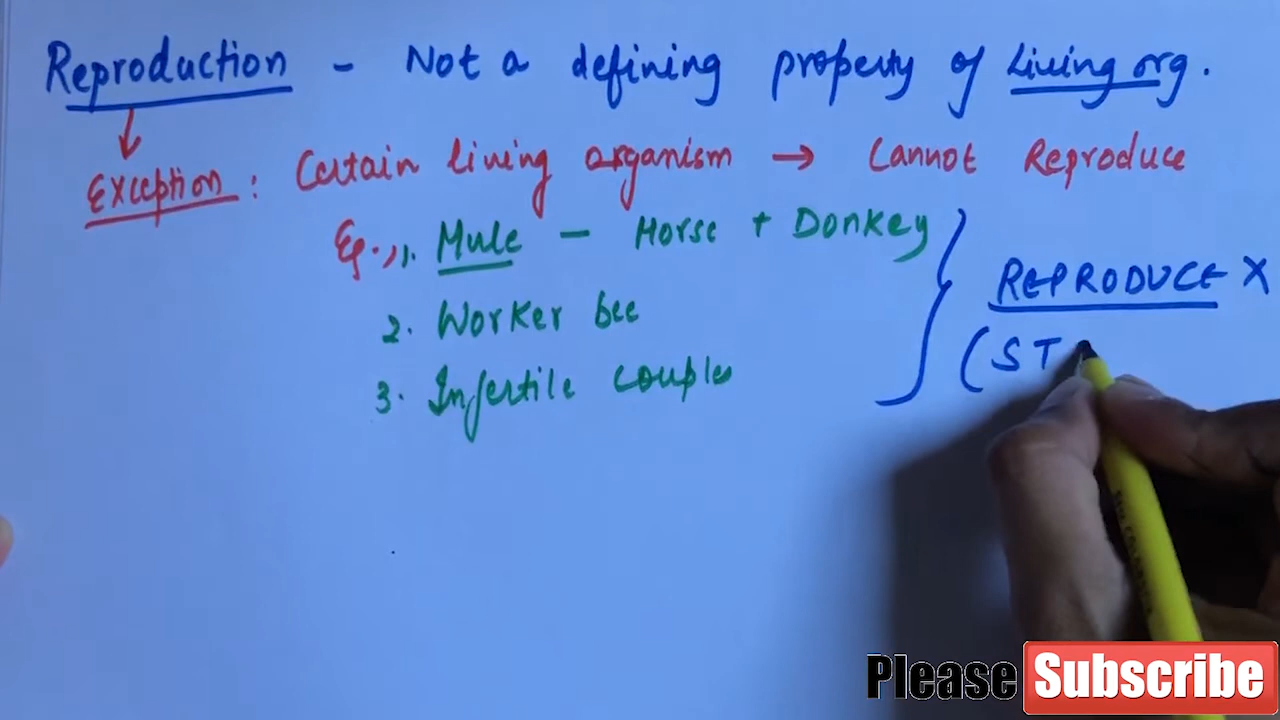 Reproduction - Not a defining property of living org.
Exception : Certain living organism → Cannot Reproduce
Eg., 1. Mule - Horse + Donkey
REPRODUCE X
2. Worker bee
(ST
3. Infertile couples
Please Subscribe